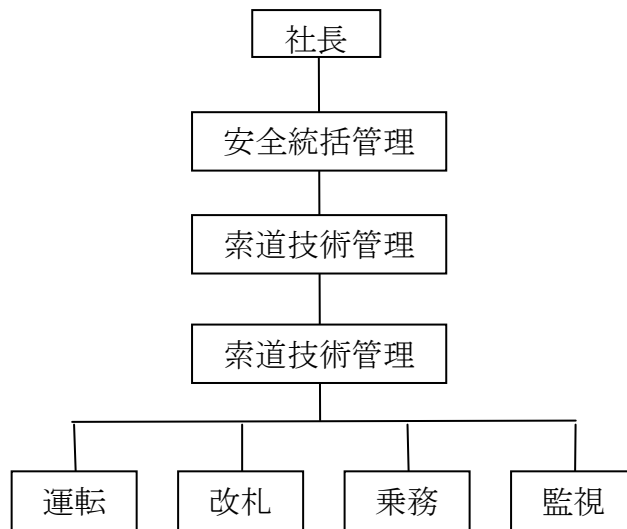 社長
安全統括管理
索道技術管理
索道技術管理
運転
改札
乗務
監視